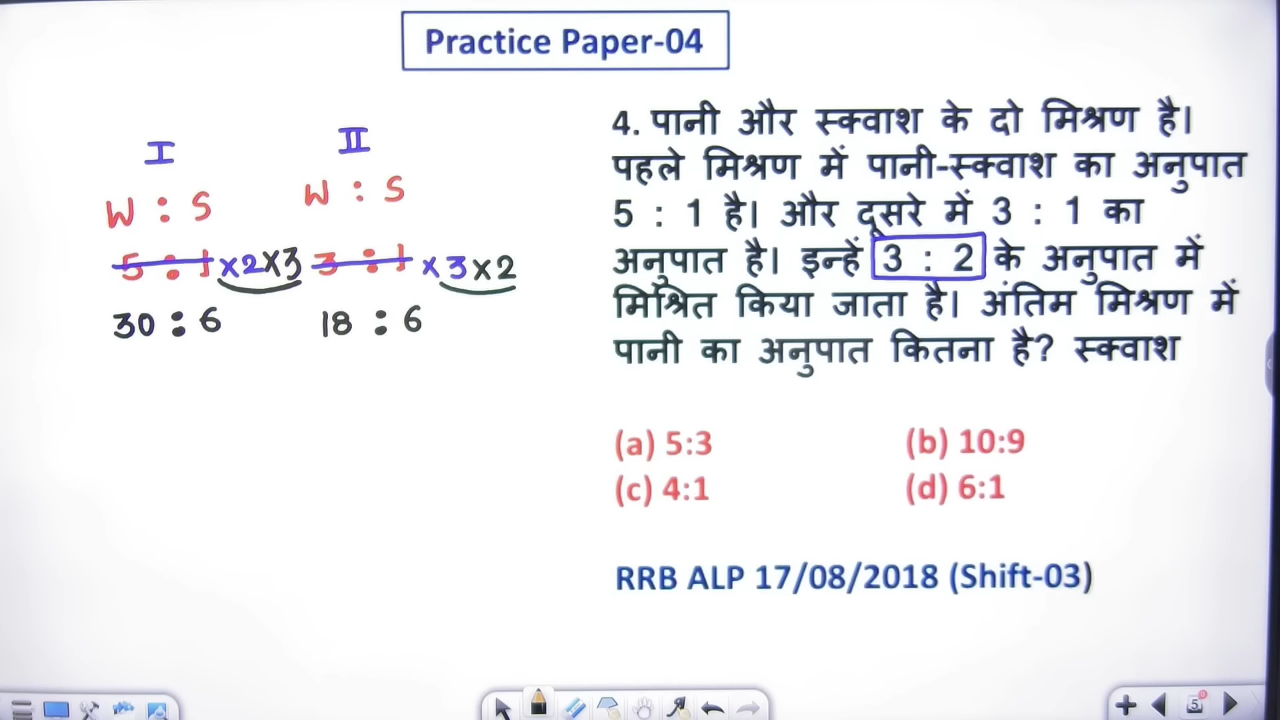 Practice Paper-04
I
II
W : S
W : S
5 : 1 ×2×3
3 : 1 ×3×2
30 : 6
18 : 6
4. पानी और स्क्वाश के दो मिश्रण है।
पहले मिश्रण में पानी-स्क्वाश का अनुपात
5 : 1 है। और दूसरे में 3 : 1 का
अनुपात है। इन्हें 3 : 2 के अनुपात में
मिश्रित किया जाता है। अंतिम मिश्रण में
पानी का अनुपात कितना है? स्क्वाश
(a) 5:3
(b) 10:9
(c) 4:1
(d) 6:1
RRB ALP 17/08/2018 (Shift-03)
5